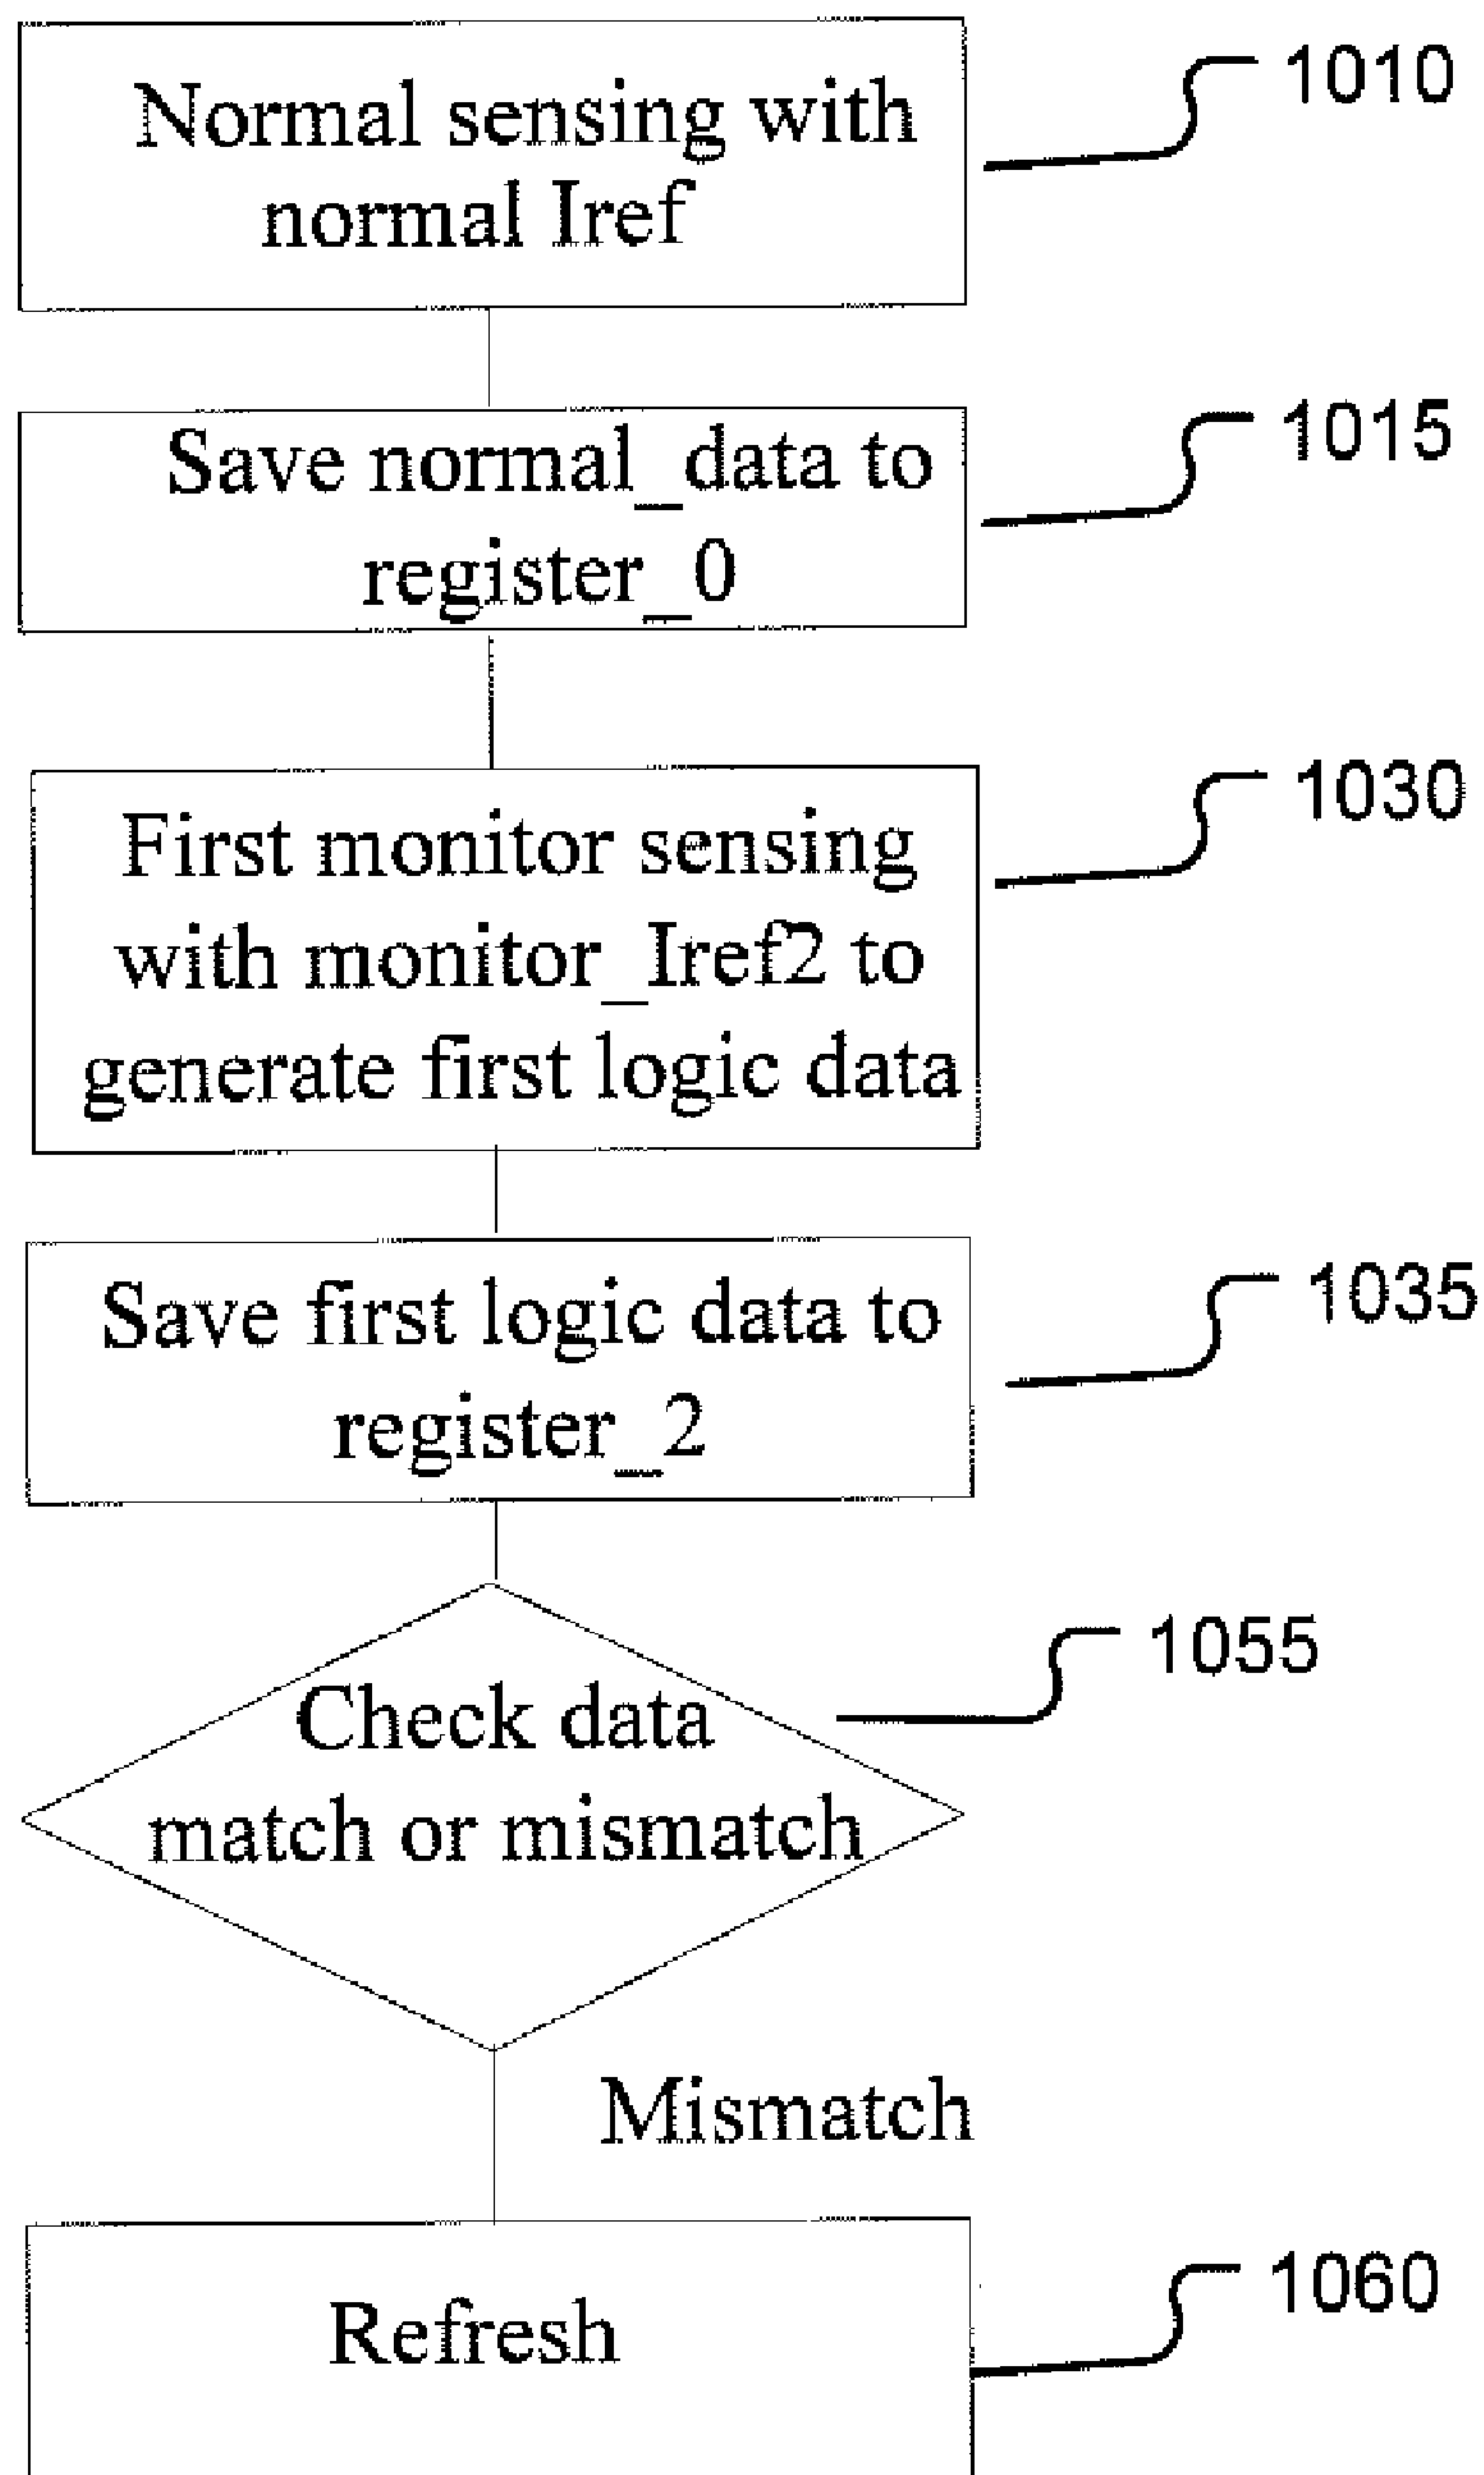 Normal sensing with
normal Iref
1010
Save normal_data to
register_0
1015
First monitor sensing
with monitor_Iref2 to
generate first logic data
1030
Save first logic data to
register_2
1035
Check data
match or mismatch
1055
Mismatch
Refresh
1060